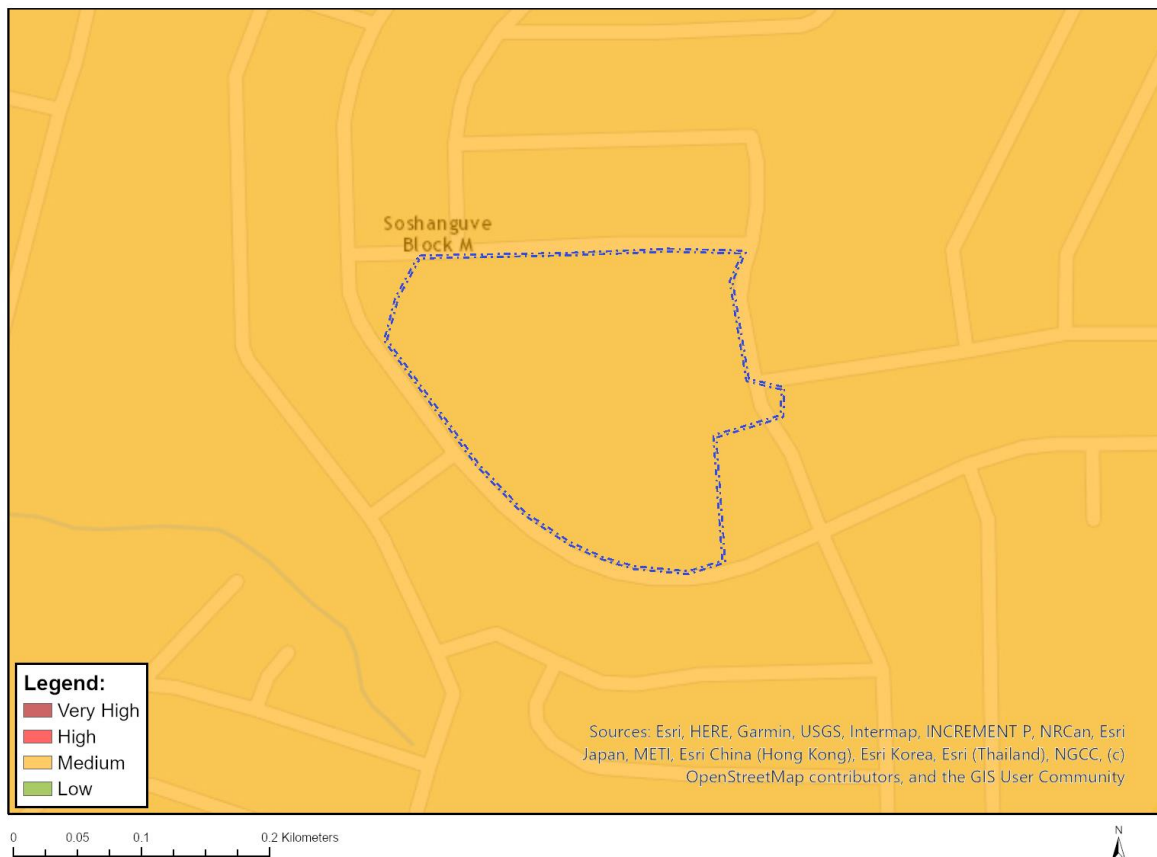 Soshanguve
Block M
Legend:
Very High
High
Medium
Low
Sources: Esri, HERE, Garmin, USGS, Intermap, INCREMENT P, NRCan, Esri
Japan, METI, Esri China (Hong Kong), Esri Korea, Esri (Thailand), NGCC, (c)
OpenStreetMap contributors, and the GIS User Community
0 0.05 0.1 0.2 Kilometers
N